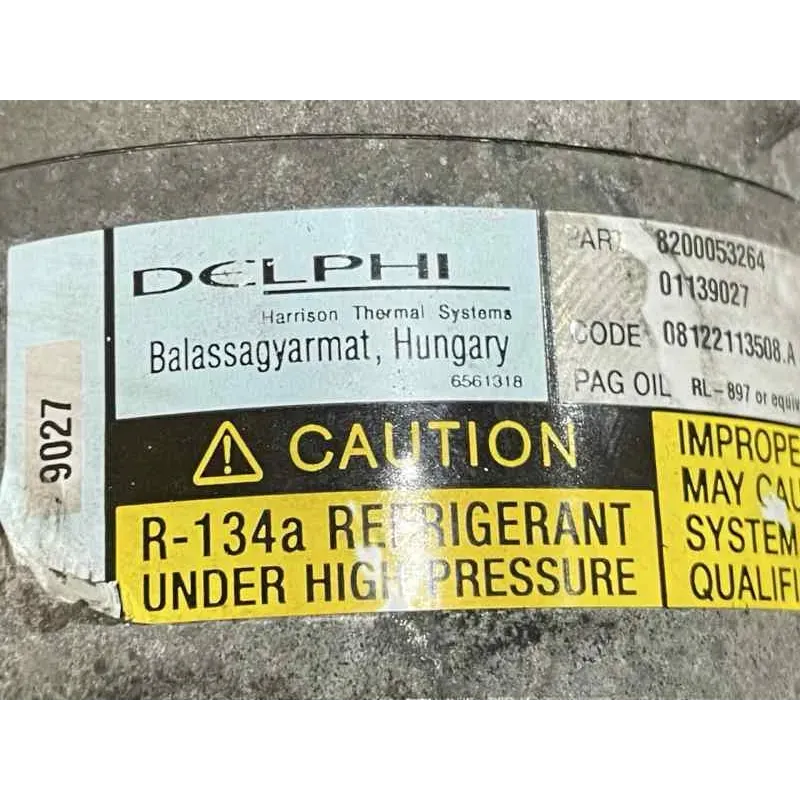 9027
DELPHI
Harrison Thermal Systems
Balassagyarmat, Hungary
6561318
PART 8200053264
01139027
CODE 08122113508.A
PAG OIL RL-897 or equiv
CAUTION
R-134a REFRIGERANT
UNDER HIGH PRESSURE
IMPROPE
MAY CAU
SYSTEM
QUALIFI